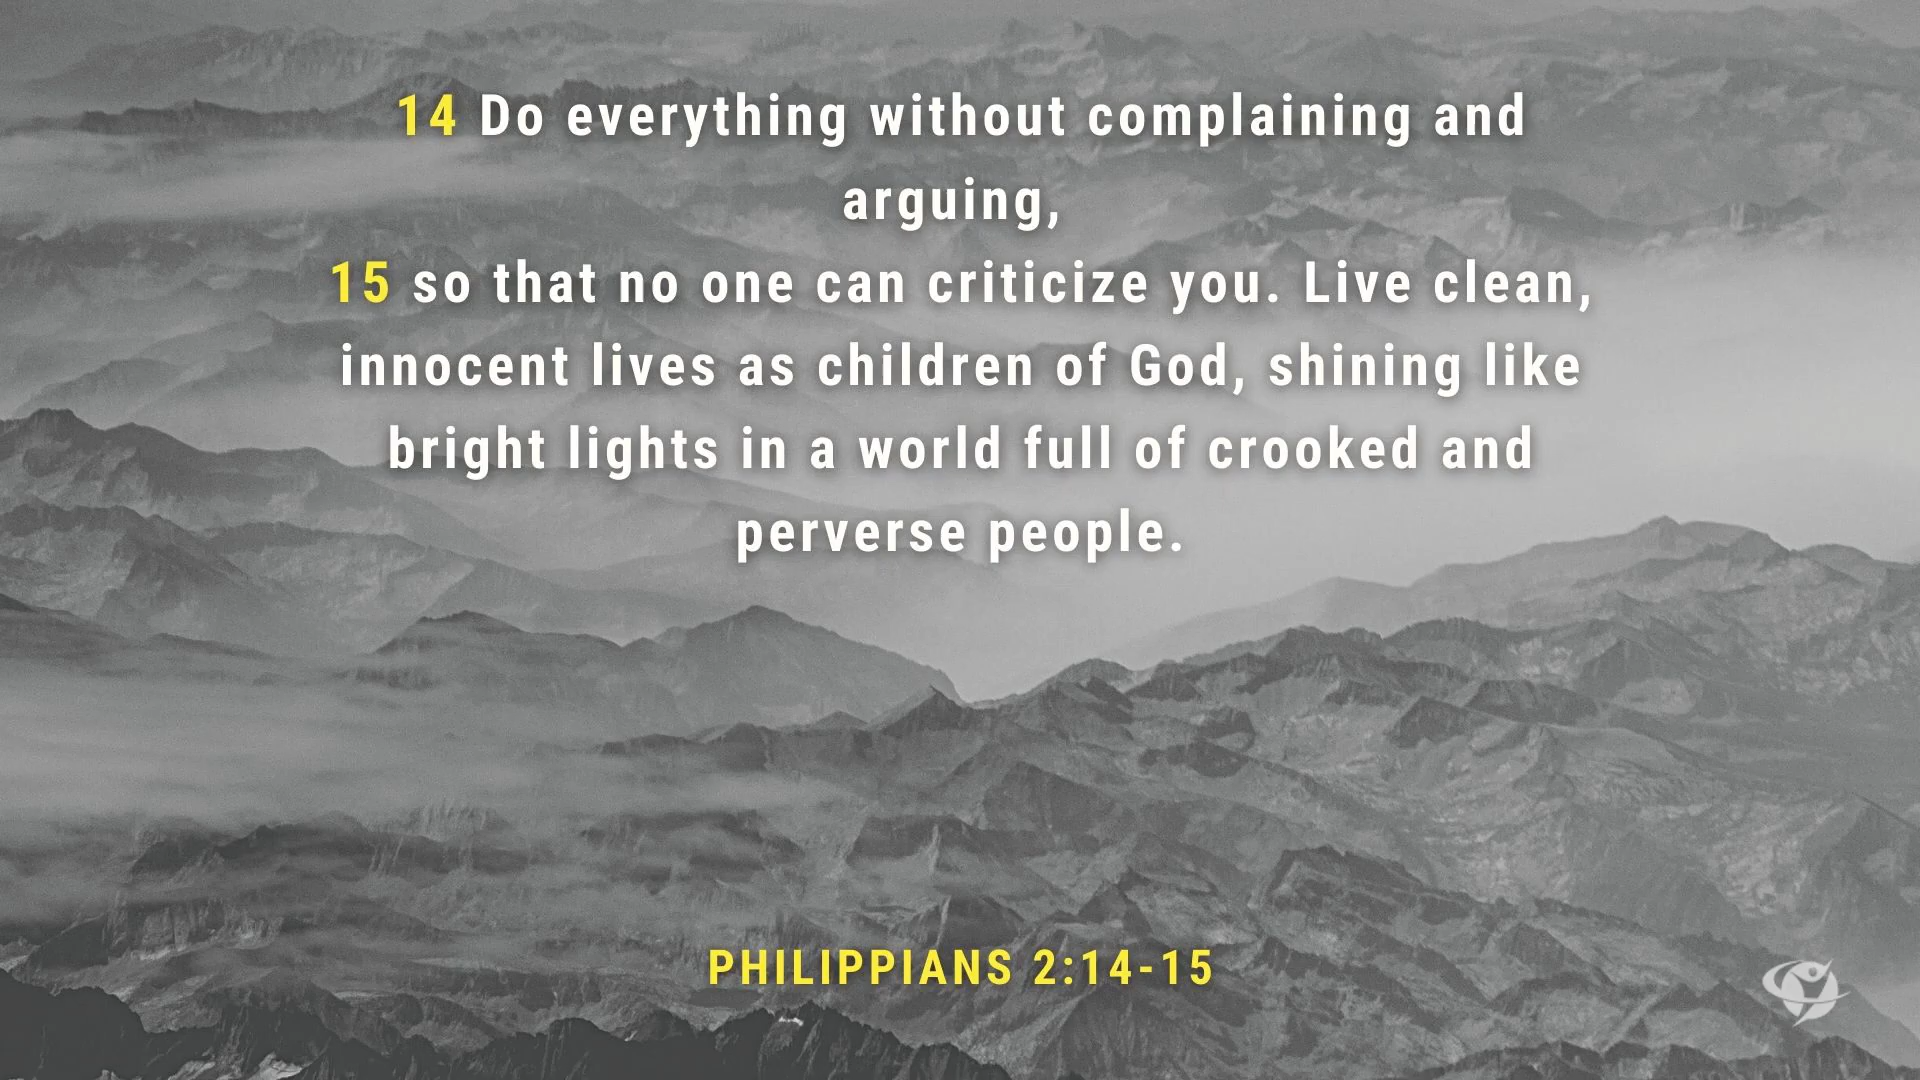 14 Do everything without complaining and
arguing,
15 so that no one can criticize you. Live clean,
innocent lives as children of God, shining like
bright lights in a world full of crooked and
perverse people.
PHILIPPIANS 2:14-15